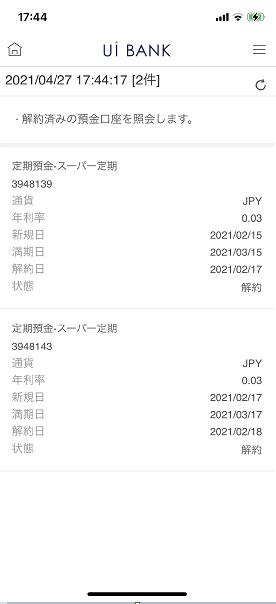 17:44
UI BANK
2021/04/27 17:44:17 [2件]
・解約済みの預金口座を照会します。
定期預金-スーパー定期
3948139
通貨 JPY
年利率 0.03
新規日 2021/02/15
満期日 2021/03/15
解約日 2021/02/17
状態 解約
定期預金-スーパー定期
3948143
通貨 JPY
年利率 0.03
新規日 2021/02/17
満期日 2021/03/17
解約日 2021/02/18
状態 解約